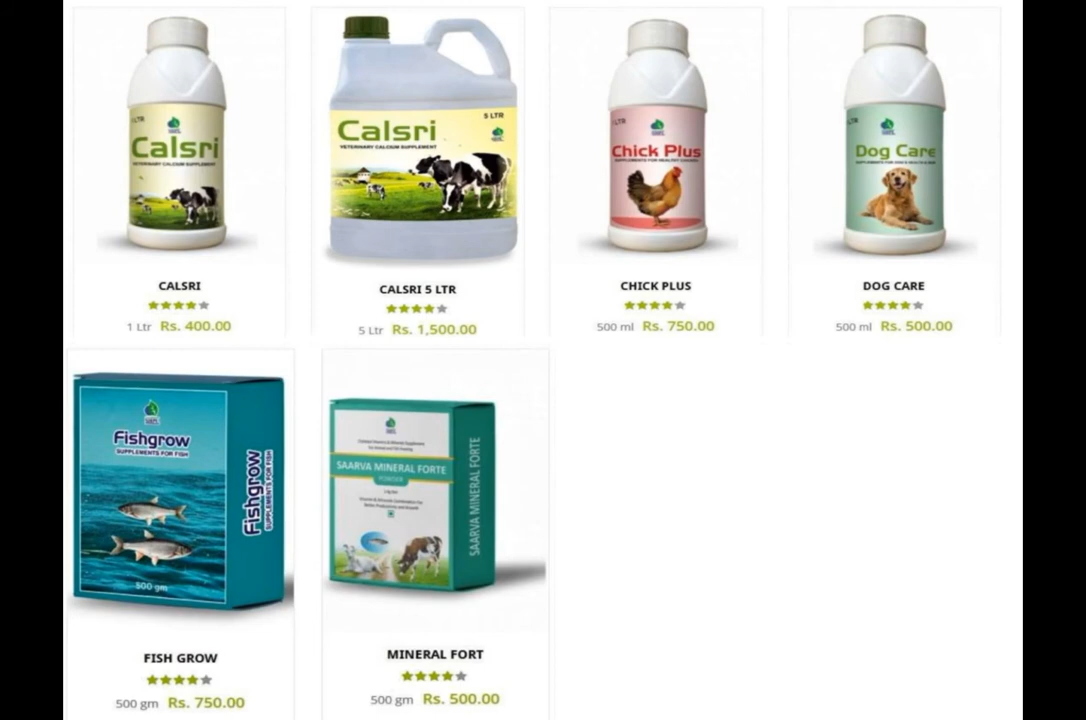 Calsri
VETERINARY CALCIUM SUPPLEMENT
CALSRI
1 Ltr Rs. 400.00
5 LTR
Calsri
VETERINARY CALCIUM SUPPLEMENT
CALSRI 5 LTR
5 Ltr Rs. 1,500.00
Chick Plus
CHICK PLUS
500 ml Rs. 750.00
Dog Care
DOG CARE
500 ml Rs. 500.00
Fishgrow
SUPPLEMENTS FOR FISH
500 gm
Fishgrow
SUPPLEMENTS FOR FISH
FISH GROW
500 gm Rs. 750.00
SAARVA MINERAL FORTE
POWDER
SAARVA MINERAL FORTE
MINERAL FORT
500 gm Rs. 500.00